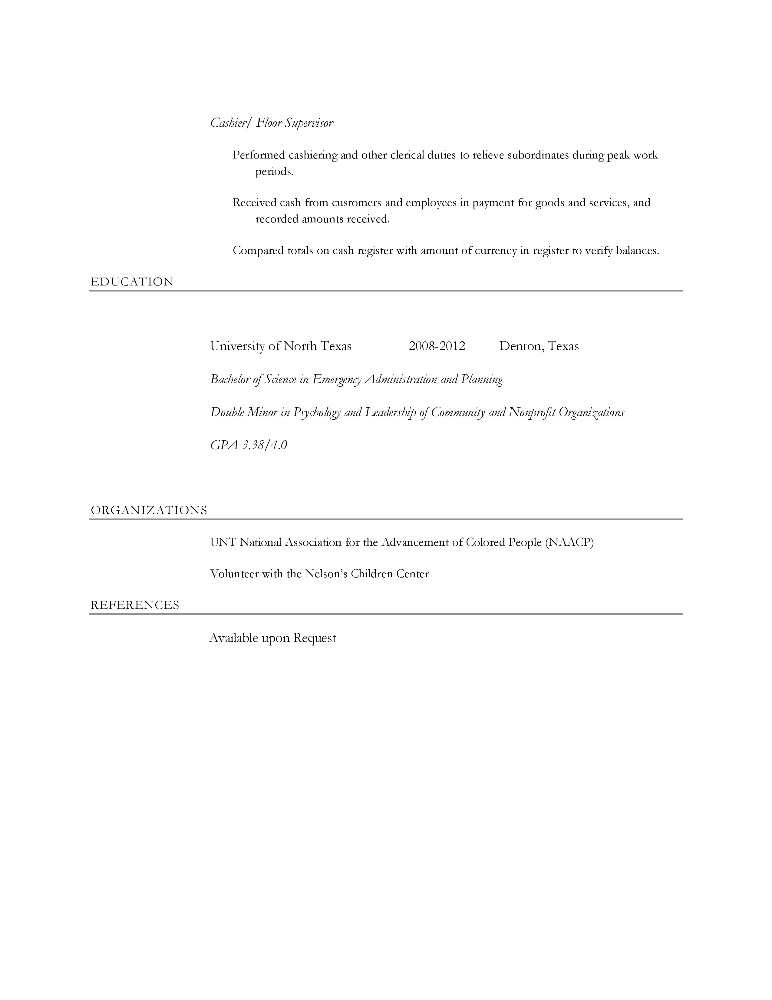 Cashier/ Floor Supervisor
Performed cashiering and other clerical duties to relieve subordinates during peak work
periods.
Received cash from customers and employees in payment for goods and services, and
recorded amounts received.
Compared totals on cash register with amount of currency in register to verify balances.
EDUCATION
University of North Texas 2008-2012 Denton, Texas
Bachelor of Science in Emergency Administration and Planning
Double Minor in Psychology and Leadership of Community and Nonprofit Organizations
GPA 3.38/4.0
ORGANIZATIONS
UNT National Association for the Advancement of Colored People (NAACP)
Volunteer with the Nelson's Children Center
REFERENCES
Available upon Request